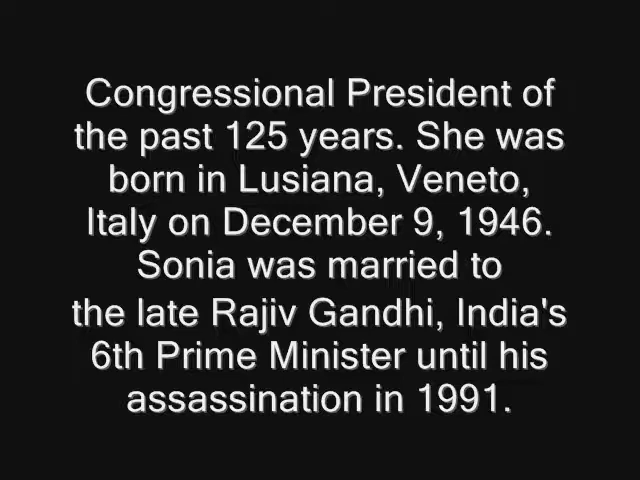 Congressional President of
the past 125 years. She was
born in Lusiana, Veneto,
Italy on December 9, 1946.
Sonia was married to
the late Rajiv Gandhi, India's
6th Prime Minister until his
assassination in 1991.